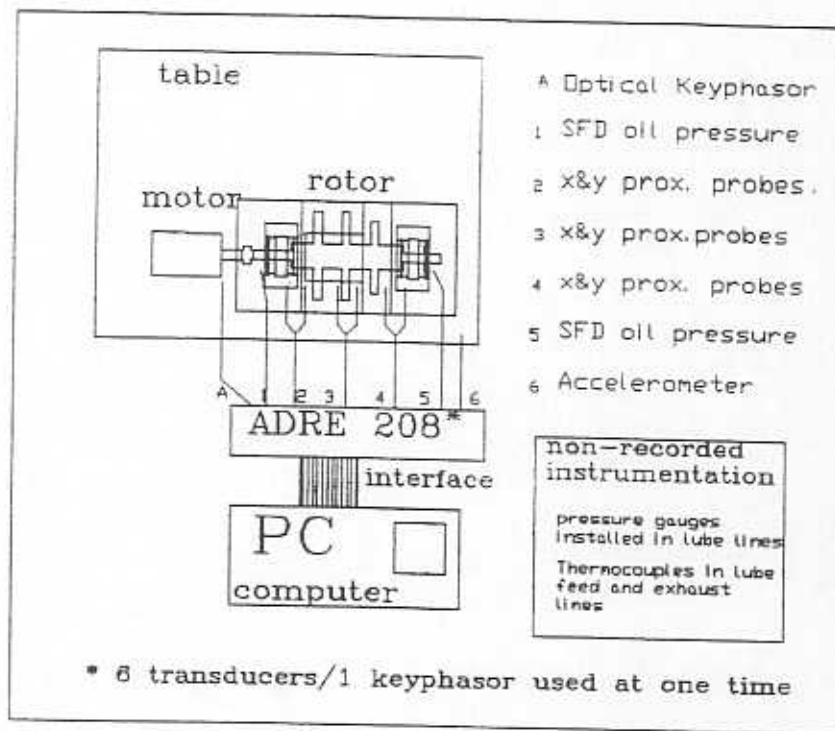 table
motor
rotor
A Optical Keyphasor
1 SFD oil pressure
2 x&y prox. probes.
3 x&y prox.probes
4 x&y prox. probes
5 SFD oil pressure
6 Accelerometer
A 1 2 3 4 5 6
ADRE 208*
interface
PC
computer
non-recorded
instrumentation
pressure gauges
installed in lube lines
Thermocouples in lube
feed and exhaust
lines
* 6 transducers/1 keyphasor used at one time